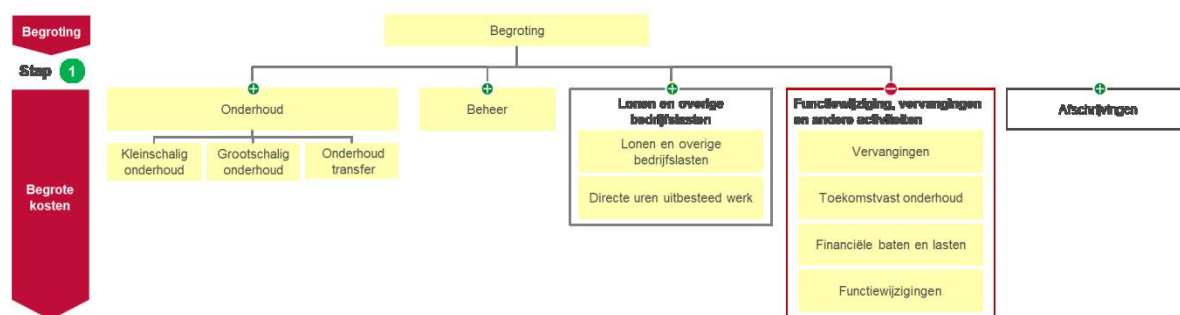 Begroting
Begroting
Stap 1
Onderhoud
Beheer
Lonen en overige
bedrijfslasten
Functiewijziging, vervangingen
en andere activiteiten
Afschrijvingen
Kleinschalig
onderhoud
Grootschalig
onderhoud
Onderhoud
transfer
Lonen en overige
bedrijfslasten
Directe uren uitbesteed werk
Vervangingen
Toekomstvast onderhoud
Financiële baten en lasten
Functiewijzigingen
Begrote
kosten